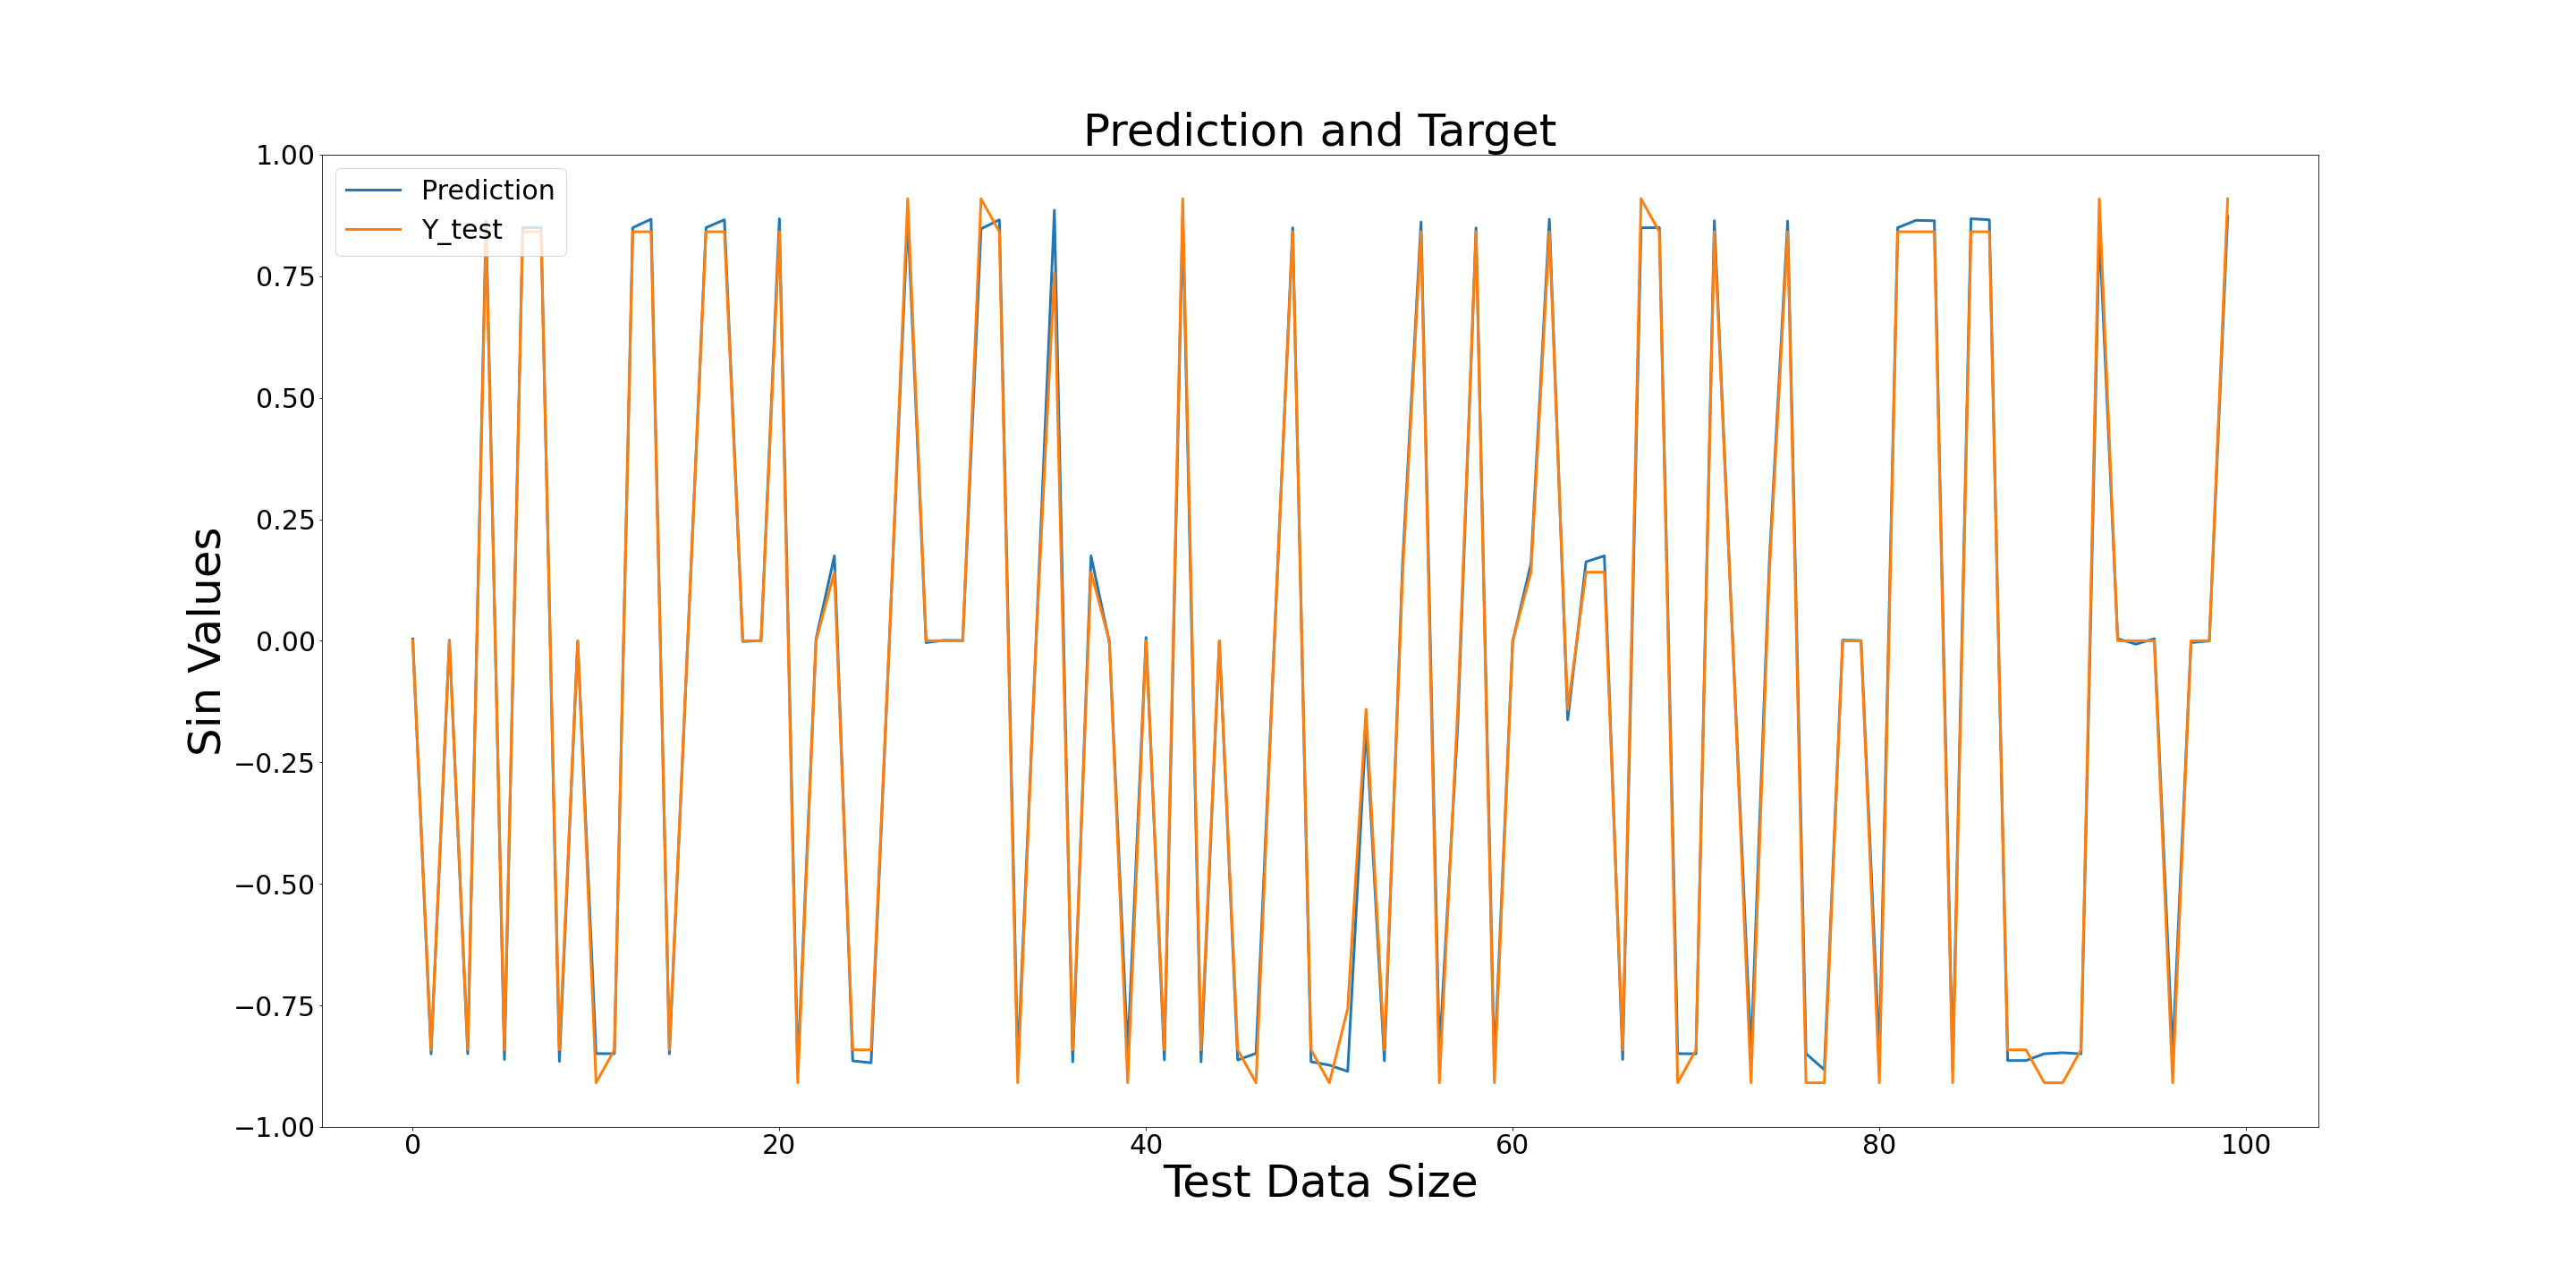 Prediction and Target
Prediction
Y_test
1.00
0.75
0.50
0.25
0.00
−0.25
−0.50
−0.75
−1.00
Sin Values
0 20 40 60 80 100
Test Data Size